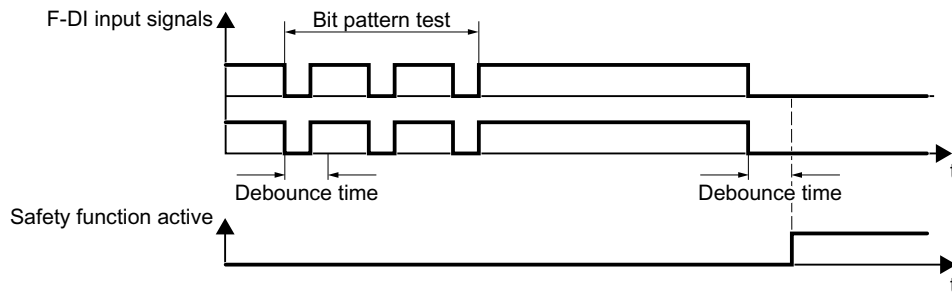 F-DI input signals
Bit pattern test
t
Debounce time
Debounce time
Safety function active
t